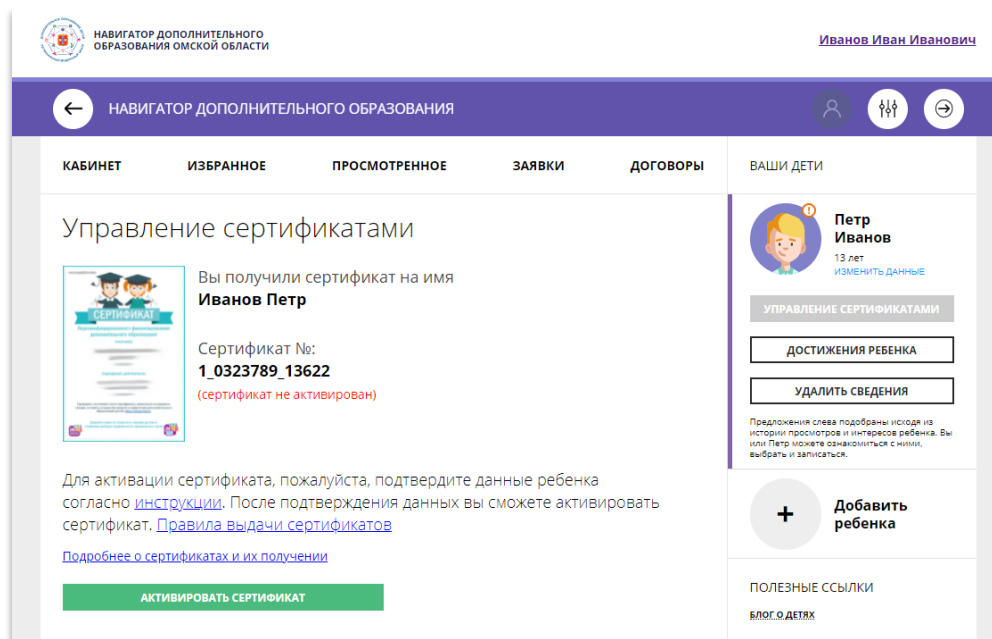 НАВИГАТОР ДОПОЛНИТЕЛЬНОГО
ОБРАЗОВАНИЯ ОМСКОЙ ОБЛАСТИ
Иванов Иван Иванович
НАВИГАТОР ДОПОЛНИТЕЛЬНОГО ОБРАЗОВАНИЯ
КАБИНЕТ ИЗБРАННОЕ ПРОСМОТРЕННОЕ ЗАЯВКИ ДОГОВОРЫ
Управление сертификатами
СЕРТИФИКАТ
Вы получили сертификат на имя
Иванов Петр
Сертификат №:
1_0323789_13622
(сертификат не активирован)
Для активации сертификата, пожалуйста, подтвердите данные ребенка
согласно инструкции. После подтверждения данных вы сможете активировать
сертификат. Правила выдачи сертификатов
Подробнее о сертификатах и их получении
АКТИВИРОВАТЬ СЕРТИФИКАТ
ВАШИ ДЕТИ
Петр
Иванов
13 лет
ИЗМЕНИТЬ ДАННЫЕ
УПРАВЛЕНИЕ СЕРТИФИКАТАМИ
ДОСТИЖЕНИЯ РЕБЕНКА
УДАЛИТЬ СВЕДЕНИЯ
Предложения слева подобраны исходя из
истории просмотров и интересов ребенка. Вы
или Петр можете ознакомиться с ними,
выбрать и записаться.
Добавить
ребенка
ПОЛЕЗНЫЕ ССЫЛКИ
БЛОГ О ДЕТЯХ